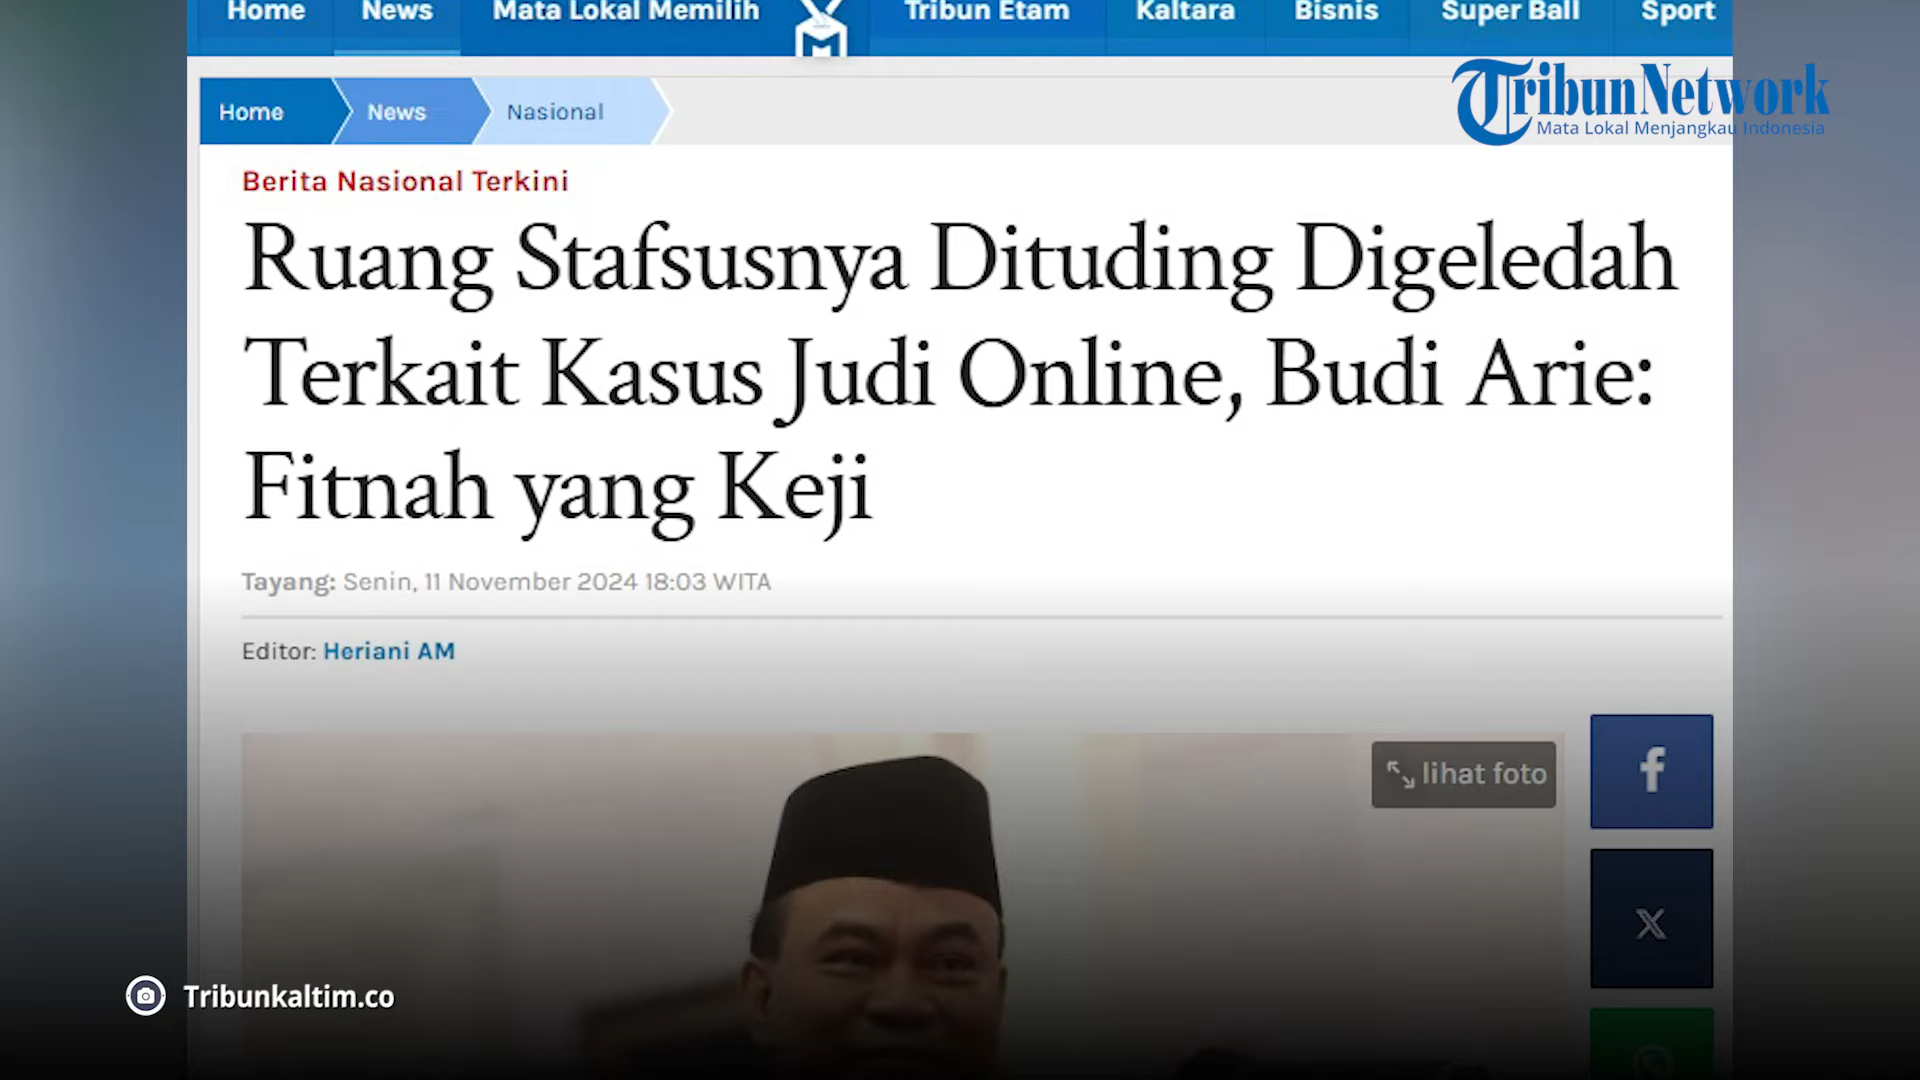 Home News Mata Lokal Memilih Tribun Etam Kaltara Bisnis Super Ball Sport
TribunNetwork
Mata Lokal Menjangkau Indonesia
Home News Nasional
Berita Nasional Terkini
Ruang Stafsusnya Dituding Digeledah
Terkait Kasus Judi Online, Budi Arie:
Fitnah yang Keji
Tayang: Senin, 11 November 2024 18:03 WITA
Editor: Heriani AM
lihat foto
Tribunkaltim.co